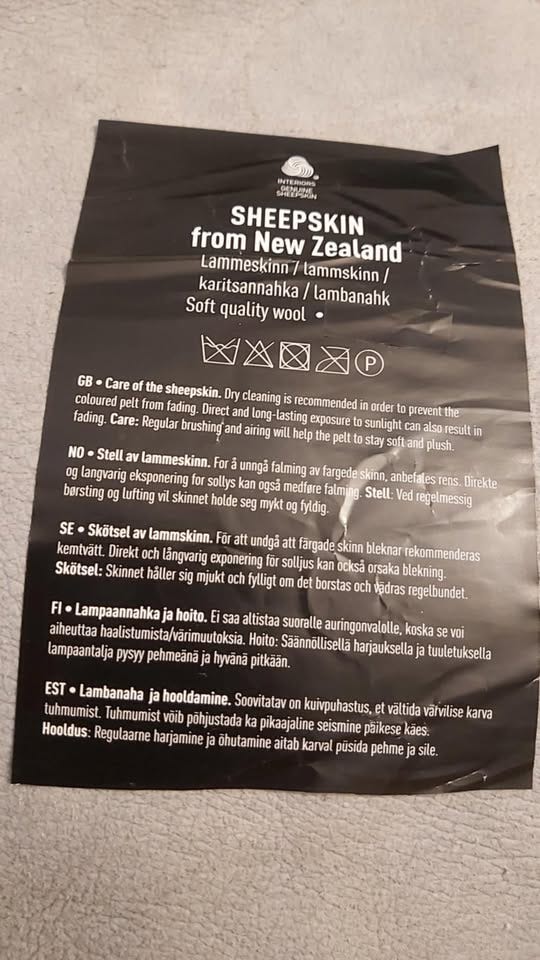 INTERIORS
GENUINE
SHEEPSKIN
SHEEPSKIN
from New Zealand
Lammeskinn / lammskinn /
karitsannahka / lambanahk
Soft quality wool •
P
GB • Care of the sheepskin. Dry cleaning is recommended in order to prevent the
coloured pelt from fading. Direct and long-lasting exposure to sunlight can also result in
fading. Care: Regular brushing and airing will help the pelt to stay soft and plush.
NO • Stell av lammeskinn. For å unngå falming av fargede skinn, anbefales rens. Direkte
og langvarig eksponering for sollys kan også medføre falming. Stell: Ved regelmessig
børsting og lufting vil skinnet holde seg mykt og fyldig.
SE • Skötsel av lammskinn. För att undgå att färgade skinn bleknar rekommenderas
kemtvätt. Direkt och långvarig exponering för solljus kan också orsaka blekning.
Skötsel: Skinnet håller sig mjukt och fylligt om det borstas och vädras regelbundet.
FI • Lampaannahka ja hoito. Ei saa altistaa suoralle auringonvalolle, koska se voi
aiheuttaa haalistumista/värimuutoksia. Hoito: Säännöllisellä harjauksella ja tuuletuksella
lampaantalja pysyy pehmeänä ja hyvänä pitkään.
EST • Lambanaha ja hooldamine. Soovitatav on kuivpuhastus, et vältida värvilise karva
tuhmumist. Tuhmumist võib põhjustada ka pikaajaline seismine päikese käes.
Hooldus: Regulaarne harjamine ja õhutamine aitab karval püsida pehme ja sile.